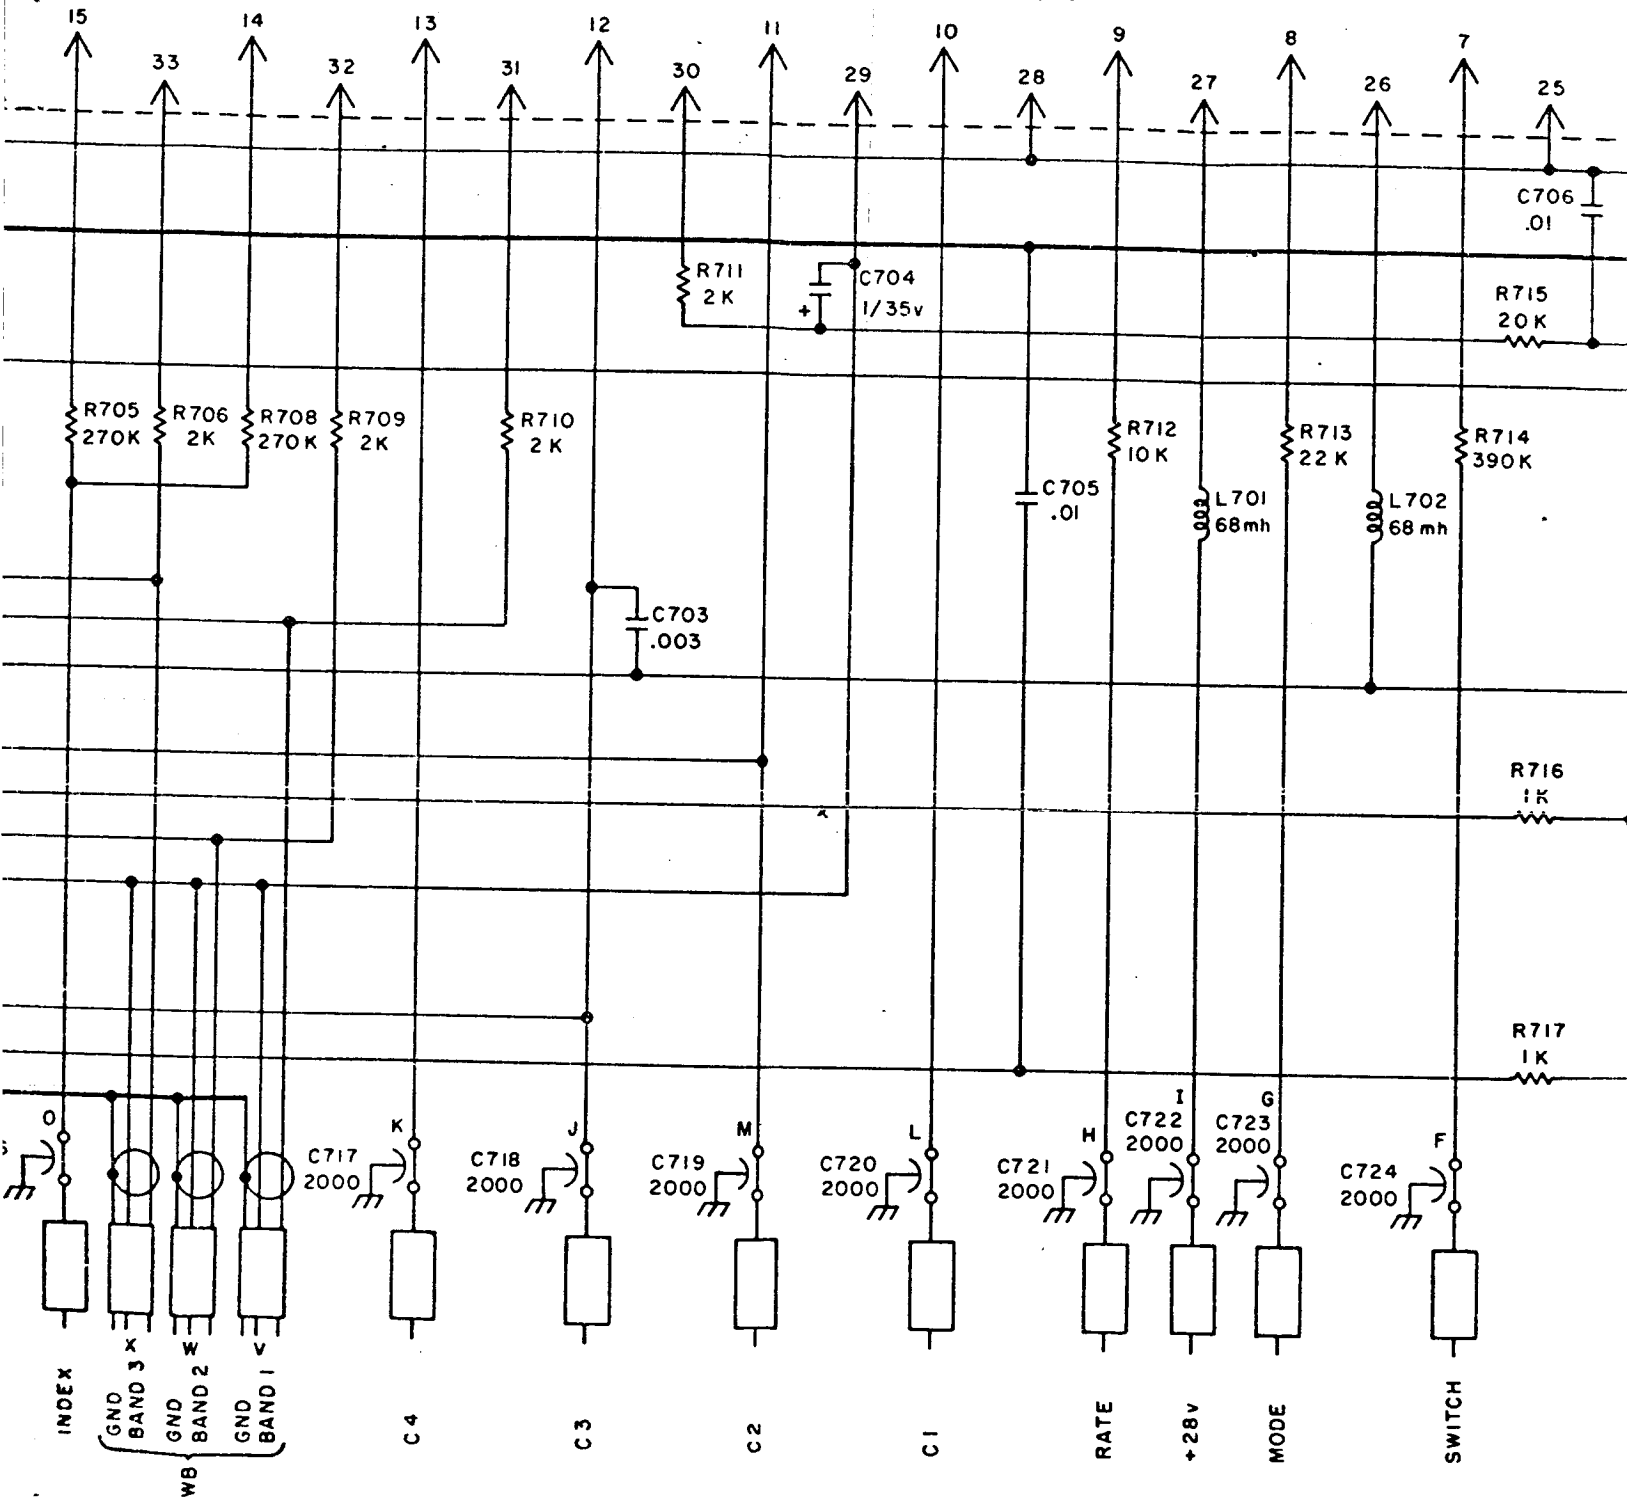 15
14
13
12
11
10
9
8
7
33
32
31
30
29
28
27
26
25
C706
.01
R711
2K
C704
+
1/35v
R715
20K
R705
270K
R706
2K
R708
270K
R709
2K
R710
2K
R712
10K
R713
22K
R714
390K
C705
.01
L701
68mh
L702
68mh
C703
.003
R716
1K
R717
1K
O
K
J
M
L
H
I
G
F
C717
2000
C718
2000
C719
2000
C720
2000
C721
2000
C722
2000
C723
2000
C724
2000
X
W
V
INDEX
GND
BAND 3
GND
BAND 2
GND
BAND 1
WB
C4
C3
C2
C1
RATE
+28v
MODE
SWITCH